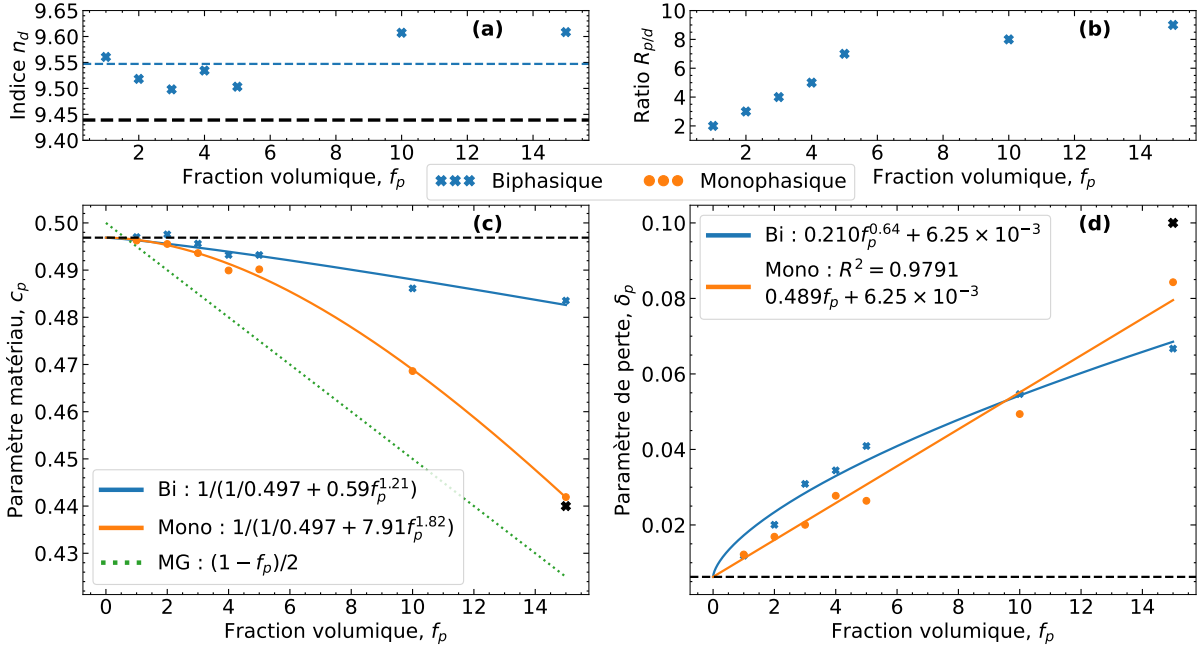 9.65
9.60
9.55
9.50
9.45
9.40
Indice n_d
(a)
2 4 6 8 10 12 14
Fraction volumique, f_p
10
8
6
4
2
Ratio R_{p/d}
(b)
2 4 6 8 10 12 14
Fraction volumique, f_p
Biphasique Monophasique
0.50
0.49
0.48
0.47
0.46
0.45
0.44
0.43
Paramètre matériau, c_p
(c)
Bi : 1/(1/0.497 + 0.59f_p^{1.21})
Mono : 1/(1/0.497 + 7.91f_p^{1.82})
MG : (1 − f_p)/2
0 2 4 6 8 10 12 14
Fraction volumique, f_p
0.10
0.08
0.06
0.04
0.02
Paramètre de perte, δ_p
(d)
Bi : 0.210f_p^{0.64} + 6.25 × 10^{−3}
Mono : R^2 = 0.9791
0.489f_p + 6.25 × 10^{−3}
0 2 4 6 8 10 12 14
Fraction volumique, f_p